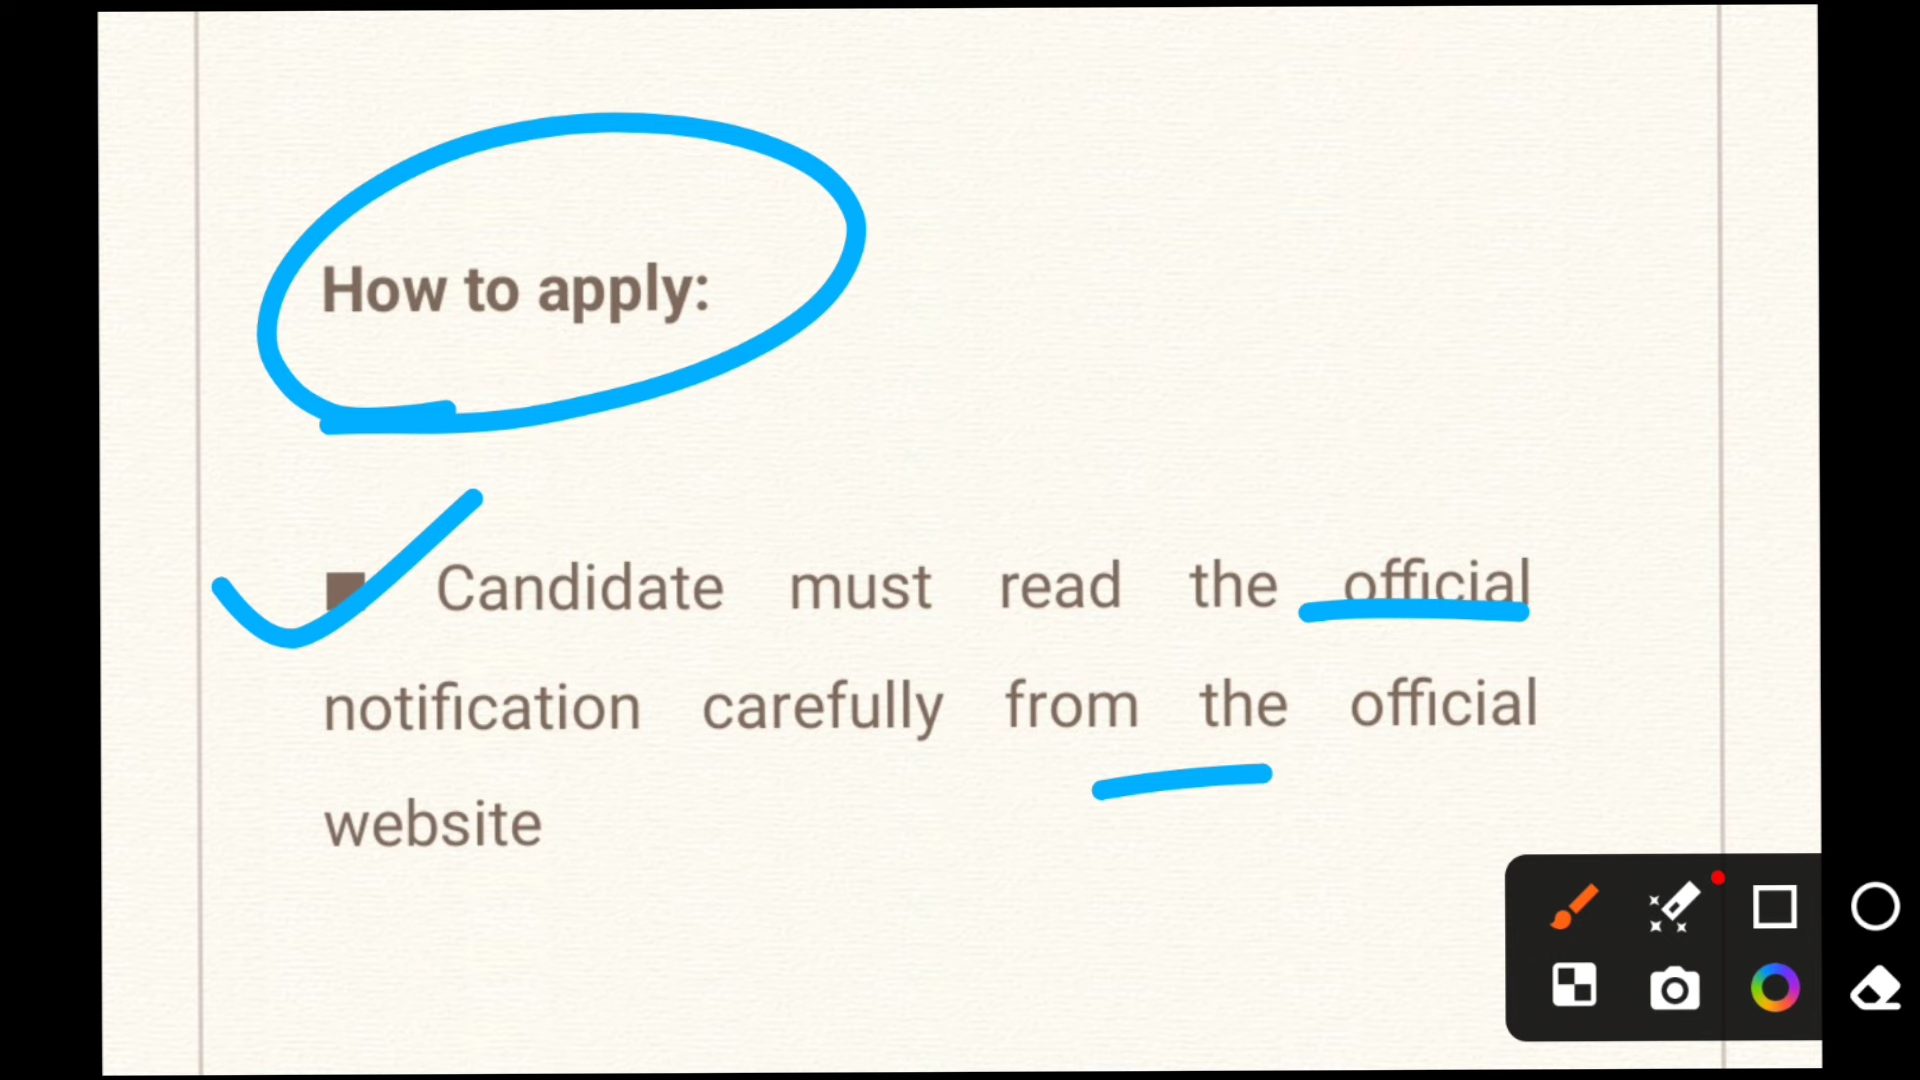 How to apply:
■ Candidate must read the official
notification carefully from the official
website